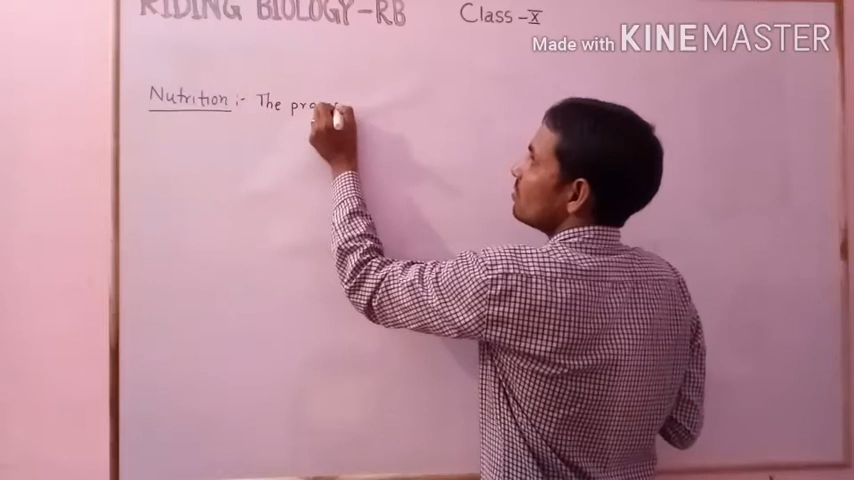 RIDING BIOLOGY-RB Class-X
Made with KINEMASTER
Nutrition :- The pro